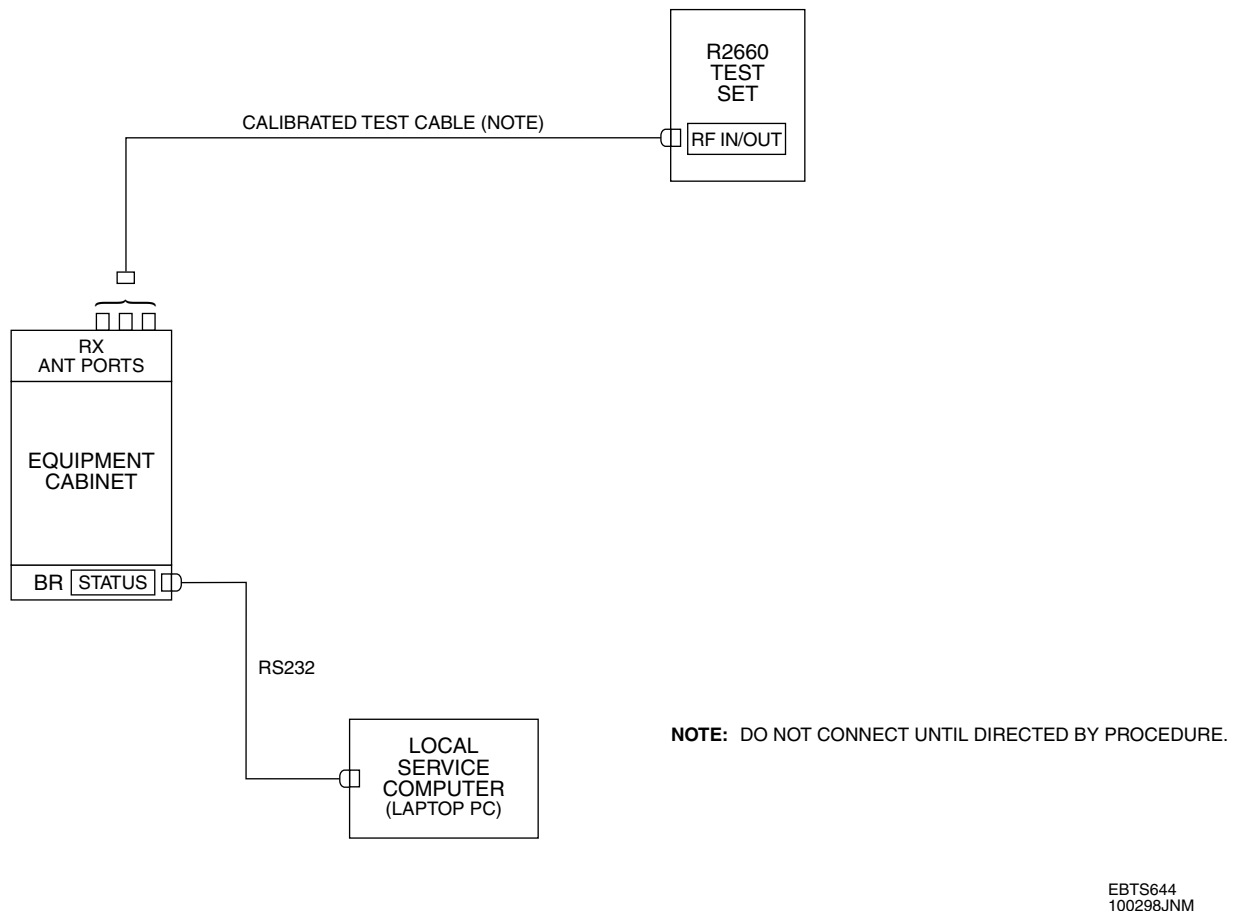 R2660
TEST
SET
RF IN/OUT
CALIBRATED TEST CABLE (NOTE)
RX
ANT PORTS
EQUIPMENT
CABINET
BR STATUS
RS232
LOCAL
SERVICE
COMPUTER
(LAPTOP PC)
NOTE: DO NOT CONNECT UNTIL DIRECTED BY PROCEDURE.
EBTS644
100298JNM